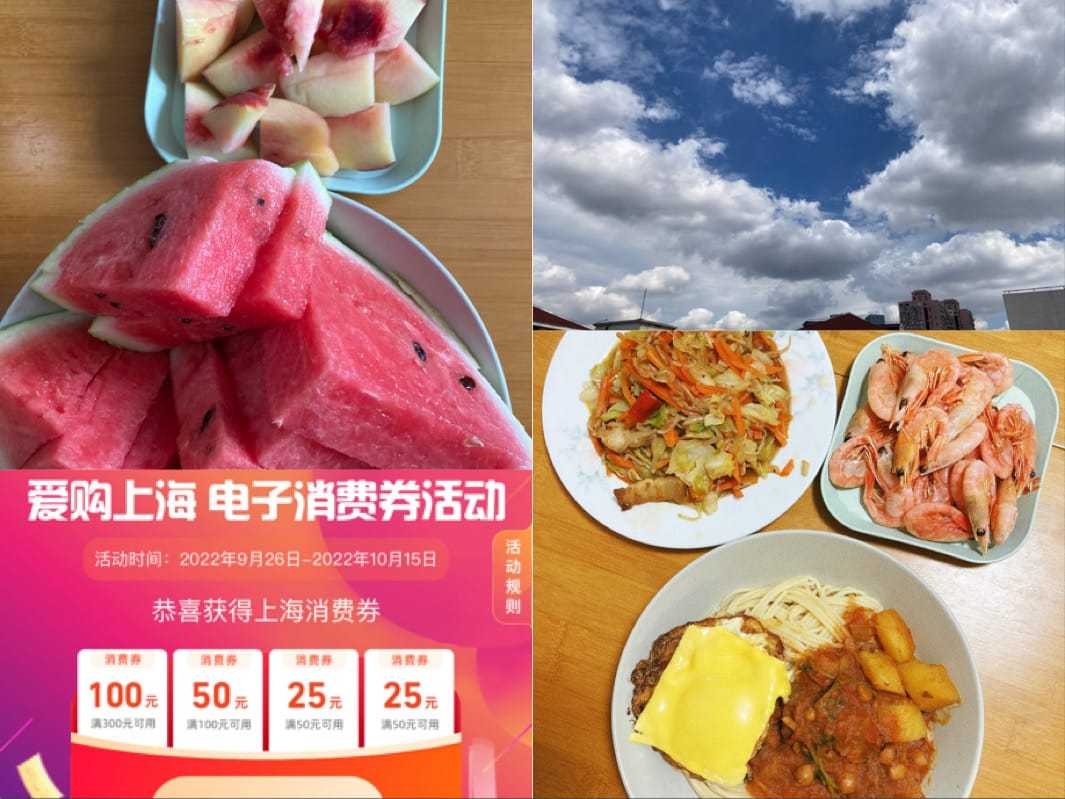 爱购上海 电子消费券活动
活动时间：2022年9月26日-2022年10月15日
活动规则
恭喜获得上海消费券
消费券 消费券 消费券 消费券
100元 50元 25元 25元
满300元可用 满100元可用 满50元可用 满50元可用